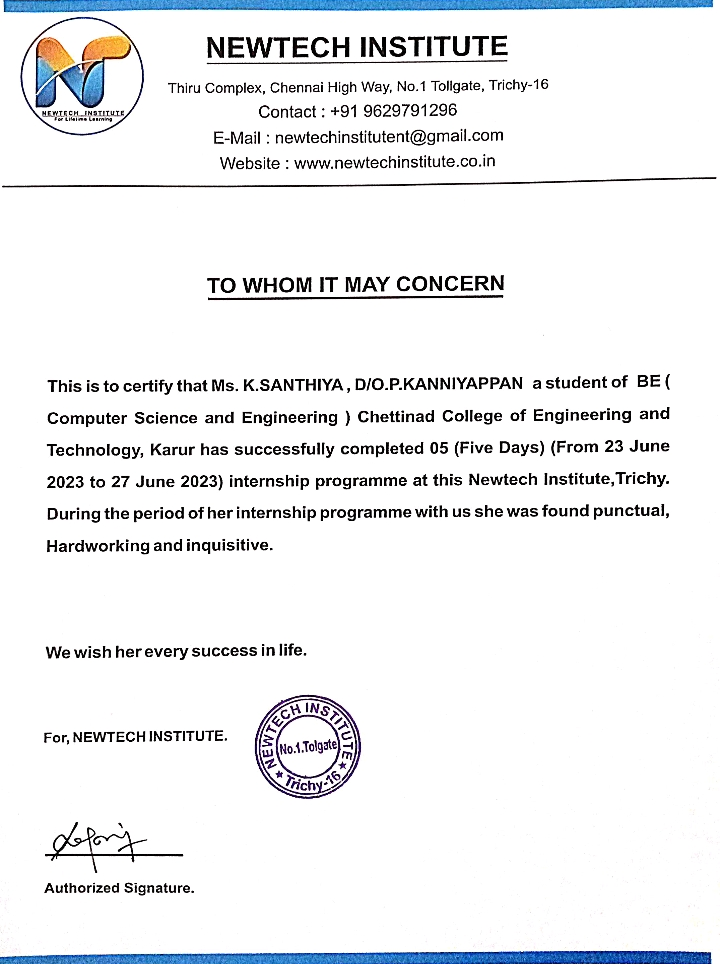 NEWTECH INSTITUTE
For Lifetime Learning
NEWTECH INSTITUTE
Thiru Complex, Chennai High Way, No.1 Tollgate, Trichy-16
Contact : +91 9629791296
E-Mail : newtechinstitutent@gmail.com
Website : www.newtechinstitute.co.in
TO WHOM IT MAY CONCERN
This is to certify that Ms. K.SANTHIYA , D/O.P.KANNIYAPPAN a student of BE (
Computer Science and Engineering ) Chettinad College of Engineering and
Technology, Karur has successfully completed 05 (Five Days) (From 23 June
2023 to 27 June 2023) internship programme at this Newtech Institute,Trichy.
During the period of her internship programme with us she was found punctual,
Hardworking and inquisitive.
We wish her every success in life.
For, NEWTECH INSTITUTE.
NEWTECH INSTITUTE
No.1.Tolgate
★ Trichy-16 ★
Authorized Signature.